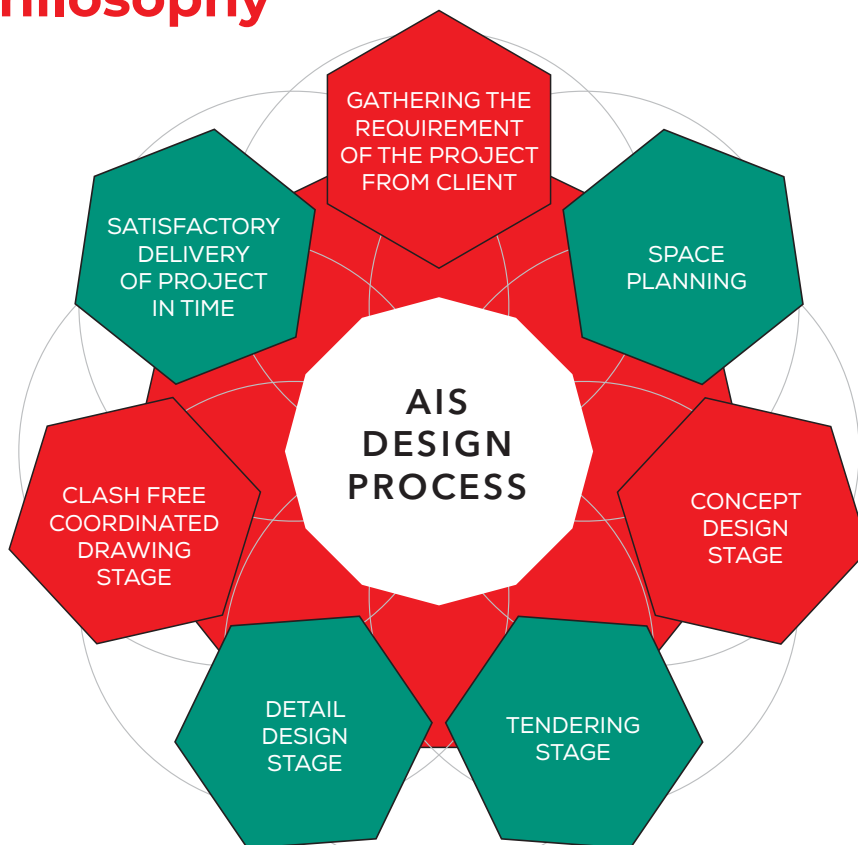 hilosophy
GATHERING THE
REQUIREMENT
OF THE PROJECT
FROM CLIENT
SPACE
PLANNING
CONCEPT
DESIGN
STAGE
TENDERING
STAGE
DETAIL
DESIGN
STAGE
CLASH FREE
COORDINATED
DRAWING
STAGE
SATISFACTORY
DELIVERY
OF PROJECT
IN TIME
AIS
DESIGN
PROCESS